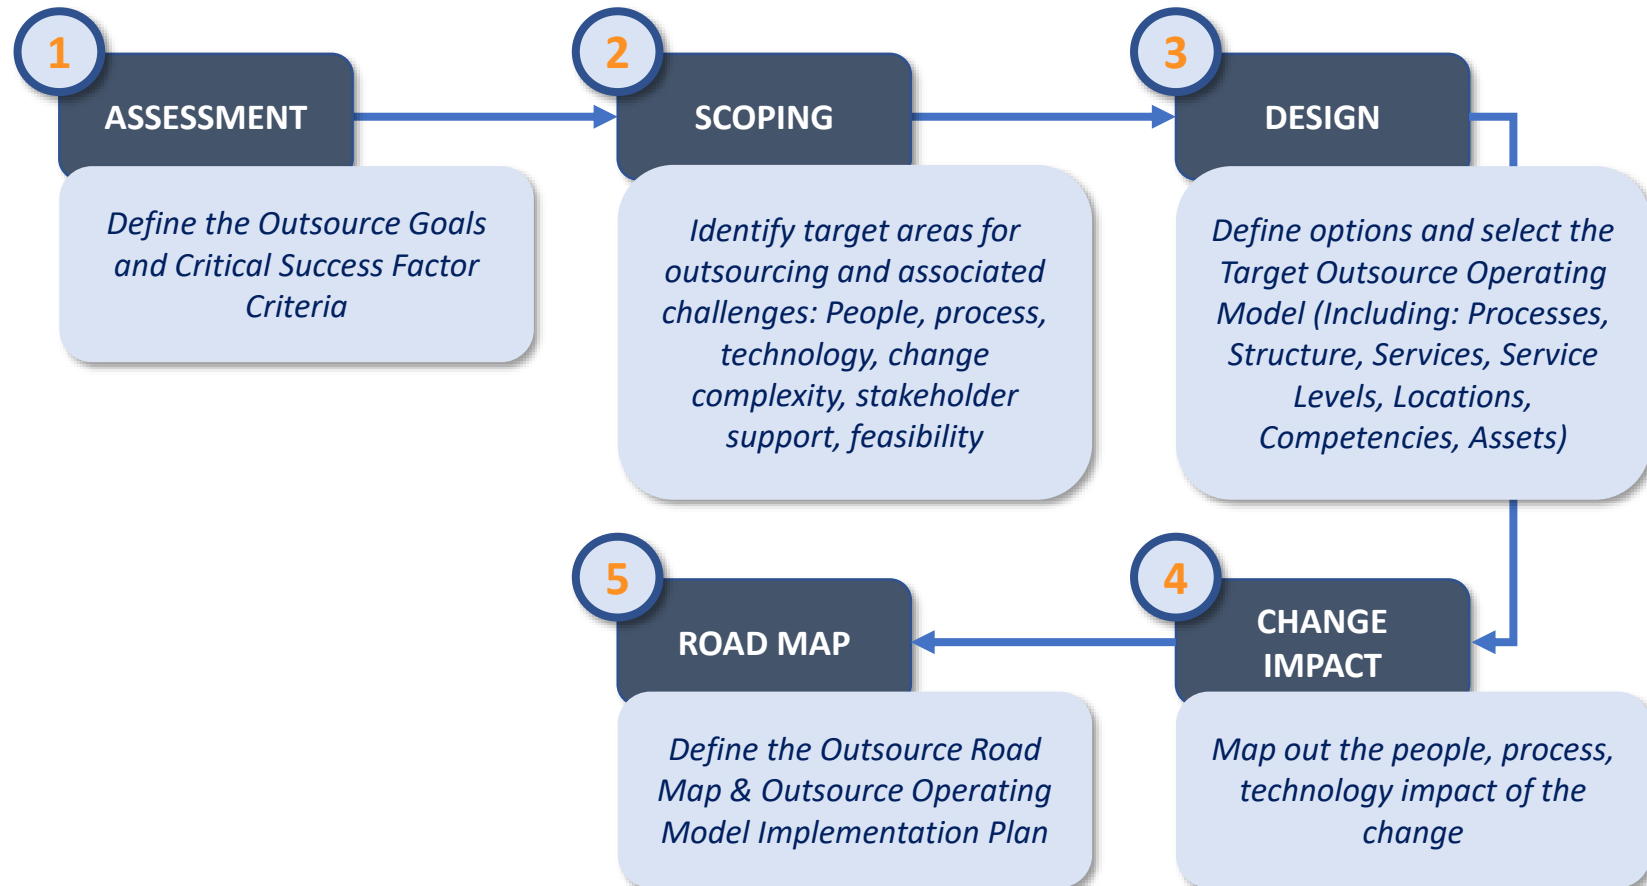 1
ASSESSMENT
Define the Outsource Goals
and Critical Success Factor
Criteria
2
SCOPING
Identify target areas for
outsourcing and associated
challenges: People, process,
technology, change
complexity, stakeholder
support, feasibility
3
DESIGN
Define options and select the
Target Outsource Operating
Model (Including: Processes,
Structure, Services, Service
Levels, Locations,
Competencies, Assets)
4
CHANGE
IMPACT
Map out the people, process,
technology impact of the
change
5
ROAD MAP
Define the Outsource Road
Map & Outsource Operating
Model Implementation Plan